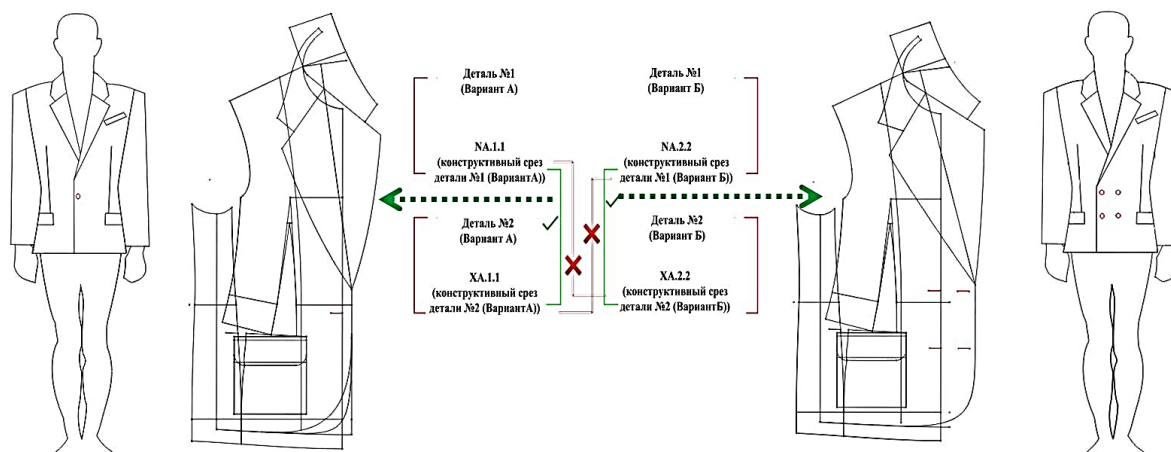 Деталь №1
(Вариант А)
NA.1.1
(конструктивный срез
детали №1 (ВариантА))
Деталь №2
(Вариант А)
XA.1.1
(конструктивный срез
детали №2 (ВариантА))
Деталь №1
(Вариант Б)
NA.2.2
(конструктивный срез
детали №1 (Вариант Б))
Деталь №2
(Вариант Б)
XA.2.2
(конструктивный срез
детали №2 (ВариантБ))